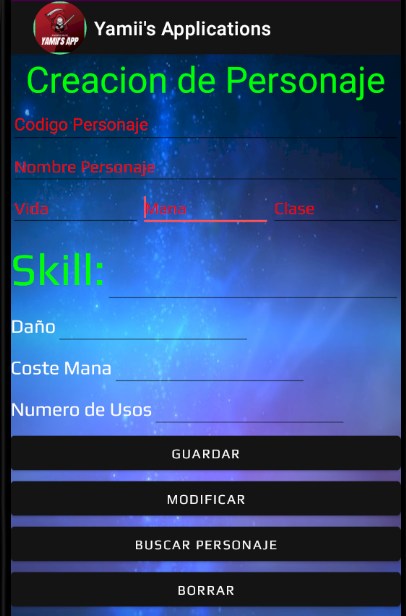 YAMII'S APP
Yamii's Applications
Creacion de Personaje
Codigo Personaje
Nombre Personaje
Vida Mana Clase
Skill:
Daño
Coste Mana
Numero de Usos
GUARDAR
MODIFICAR
BUSCAR PERSONAJE
BORRAR